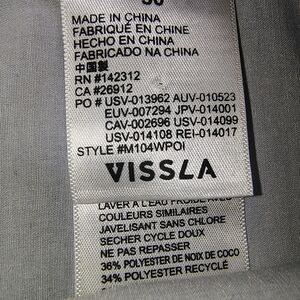 MADE IN CHINA
FABRIQUÉ EN CHINE
HECHO EN CHINA
FABRICADO NA CHINA
中国製
RN #142312
CA #26912
PO # USV-013962 AUV-010523
EUV-007294 JPV-014001
CAV-002696 USV-014099
USV-014108 REI-014017
STYLE #M104WPOI
VISSLA
LAVER A L'EAU FROIDE AVEC
COULEURS SIMILAIRES
JAVELISANT SANS CHLORE
SECHER CYCLE DOUX
NE PAS REPASSER
36% POLYESTER DE NOIX DE COCO
34% POLYESTER RECYCLÉ